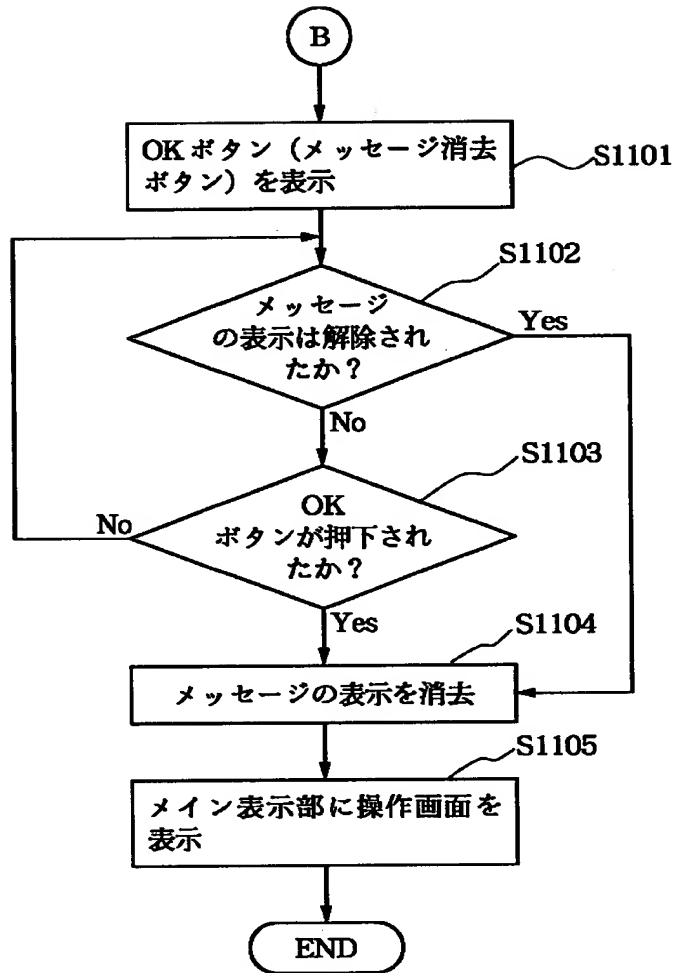 B
OKボタン（メッセージ消去
ボタン）を表示
S1101
S1102
メッセージ
の表示は解除され
たか？
Yes
No
S1103
OK
ボタンが押下され
たか？
No
Yes
S1104
メッセージの表示を消去
S1105
メイン表示部に操作画面を
表示
END